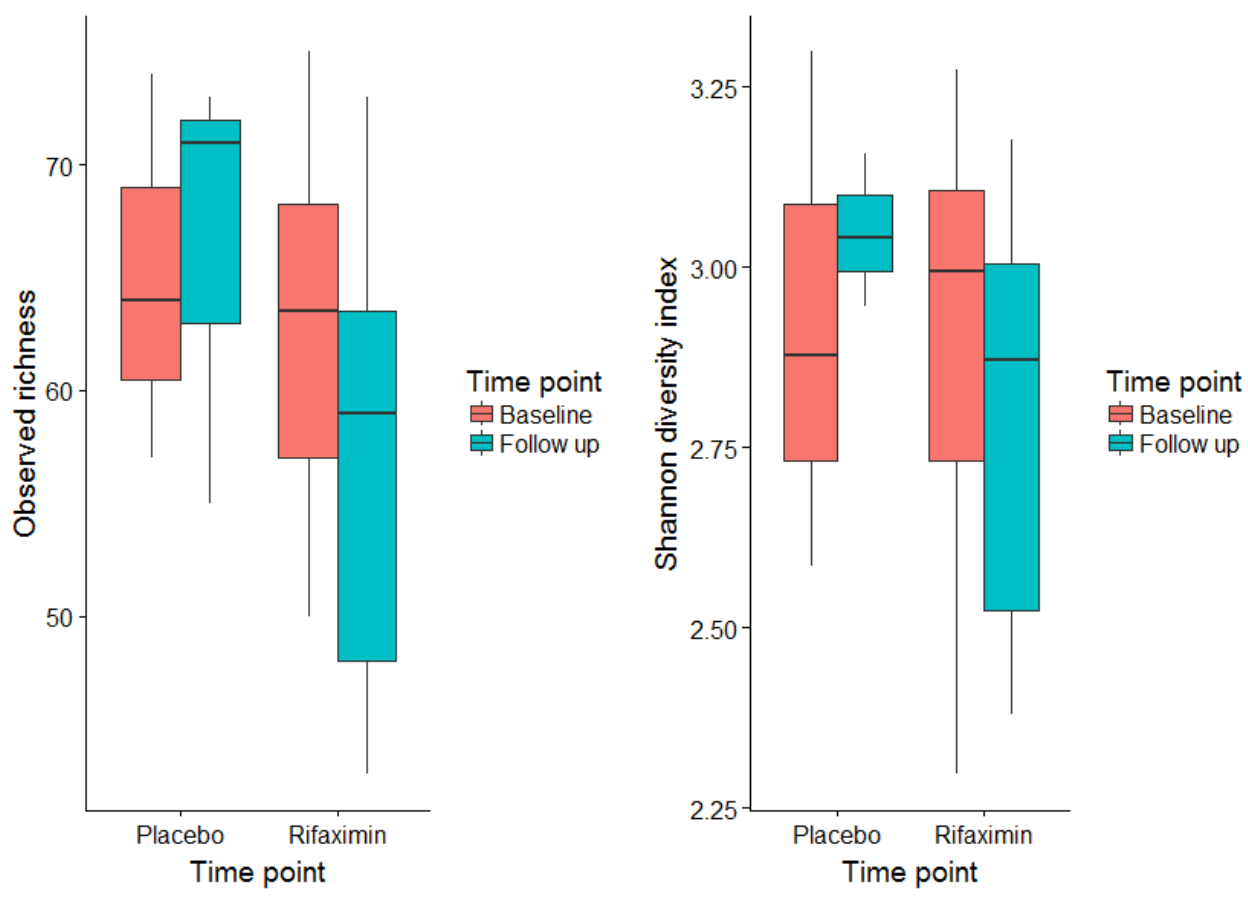 Observed richness
70
60
50
Placebo Rifaximin
Time point
Time point
Baseline
Follow up
Shannon diversity index
3.25
3.00
2.75
2.50
2.25
Placebo Rifaximin
Time point
Time point
Baseline
Follow up